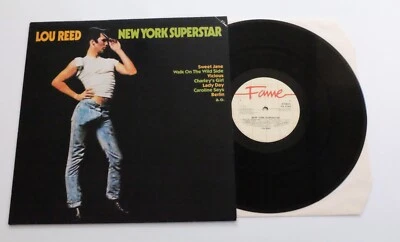 LOU REED NEW YORK SUPERSTAR
Sweet Jane
Walk On The Wild Side
Vicious
Charley's Girl
Lady Day
Caroline Says
Berlin
a.o.
Fame